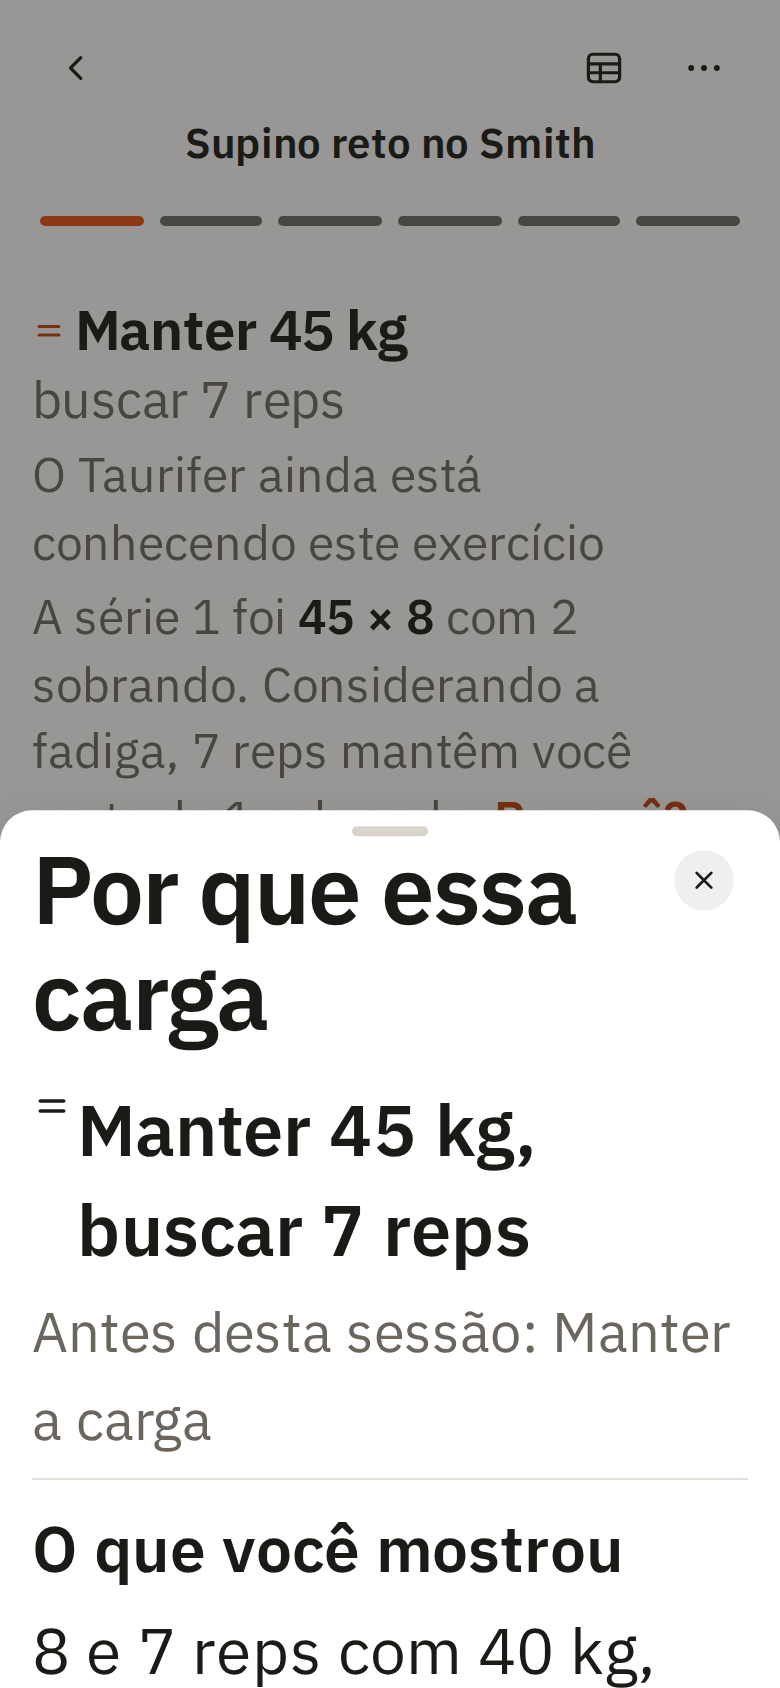 Supino reto no Smith
= Manter 45 kg
buscar 7 reps
O Taurifer ainda está
conhecendo este exercício
A série 1 foi 45 × 8 com 2
sobrando. Considerando a
fadiga, 7 reps mantêm você
Por que essa
carga
= Manter 45 kg,
buscar 7 reps
Antes desta sessão: Manter
a carga
O que você mostrou
8 e 7 reps com 40 kg,